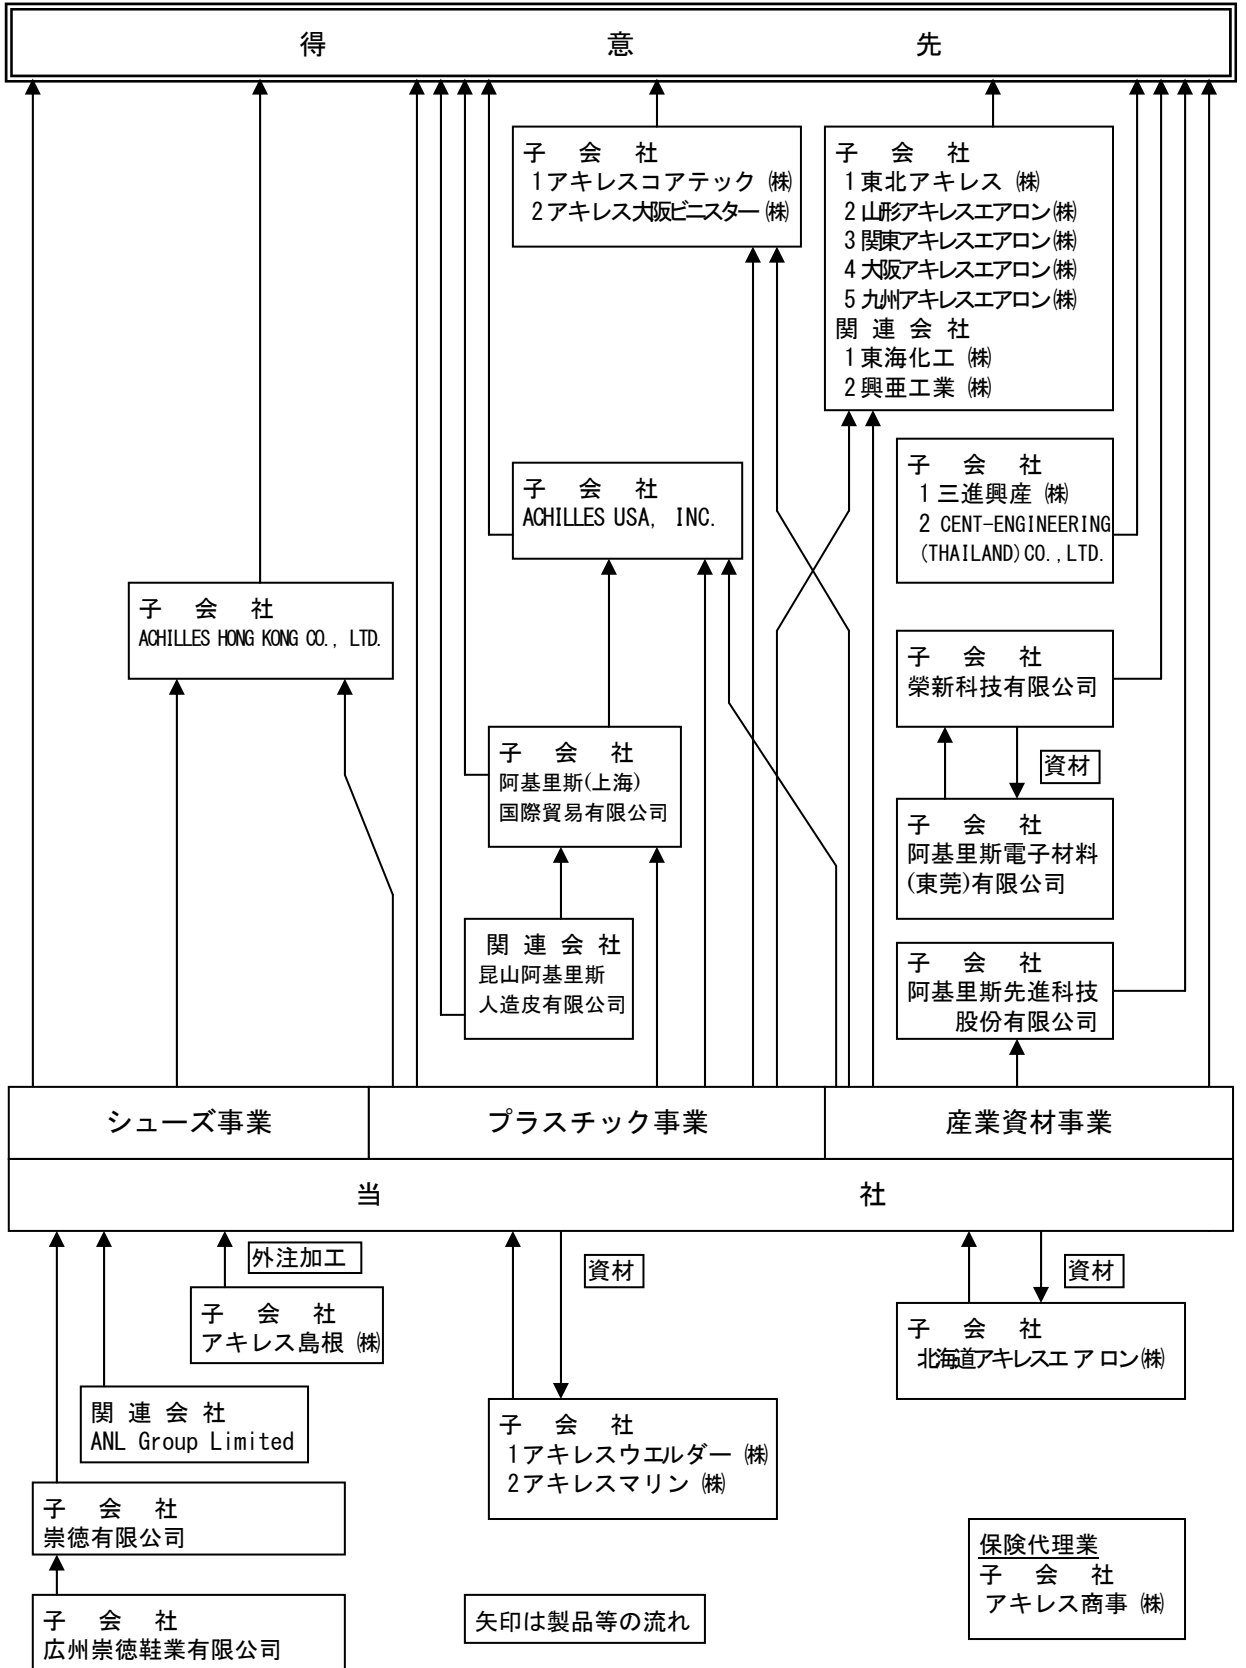 得意先
子会社
1アキレスコアテック㈱
2アキレス大阪ビニスター㈱
子会社
1東北アキレス㈱
2山形アキレスエアロン㈱
3関東アキレスエアロン㈱
4大阪アキレスエアロン㈱
5九州アキレスエアロン㈱
関連会社
1東海化工㈱
2興亜工業㈱
子会社
ACHILLES USA, INC.
子会社
1三進興産㈱
2 CENT-ENGINEERING
(THAILAND)CO.,LTD.
子会社
ACHILLES HONG KONG CO., LTD.
子会社
榮新科技有限公司
資材
子会社
阿基里斯(上海)
国際貿易有限公司
子会社
阿基里斯電子材料
(東莞)有限公司
関連会社
昆山阿基里斯
人造皮有限公司
子会社
阿基里斯先進科技
股份有限公司
シューズ事業
プラスチック事業
産業資材事業
当社
外注加工
資材
資材
子会社
アキレス島根㈱
子会社
北海道アキレスエアロン㈱
関連会社
ANL Group Limited
子会社
1アキレスウエルダー㈱
2アキレスマリン㈱
子会社
崇徳有限公司
保険代理業
子会社
アキレス商事㈱
子会社
広州崇徳鞋業有限公司
矢印は製品等の流れ